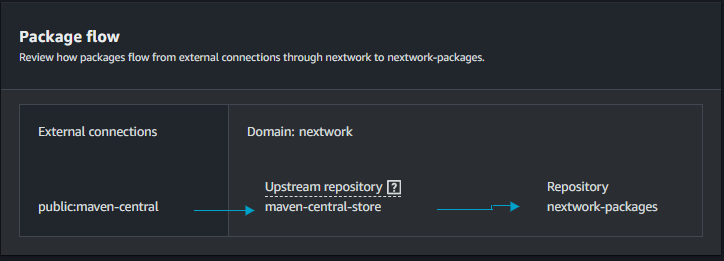 Package flow
Review how packages flow from external connections through nextwork to nextwork-packages.
External connections
Domain: nextwork
Upstream repository ?
Repository
public:maven-central
maven-central-store
nextwork-packages